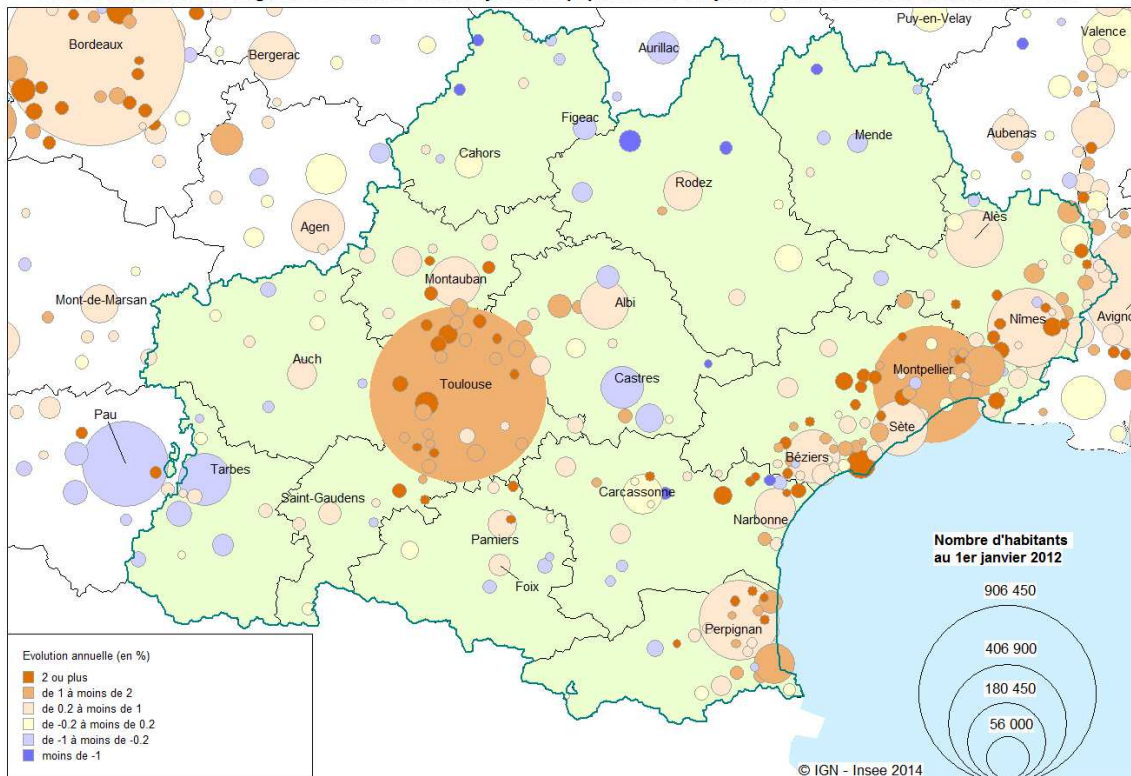 Bordeaux
Bergerac
Aurillac
Puy-en-Velay
Valence
Figeac
Mende
Aubenas
Cahors
Rodez
Agen
Alès
Montauban
Mont-de-Marsan
Albi
Nîmes
Avigno
Auch
Toulouse
Castres
Montpellier
Pau
Sète
Tarbes
Béziers
Saint-Gaudens
Carcassonne
Narbonne
Pamiers
Foix
Perpignan
Nombre d'habitants
au 1er janvier 2012
906 450
406 900
180 450
56 000
Evolution annuelle (en %)
2 ou plus
de 1 à moins de 2
de 0.2 à moins de 1
de -0.2 à moins de 0.2
de -1 à moins de -0.2
moins de -1
© IGN - Insee 2014